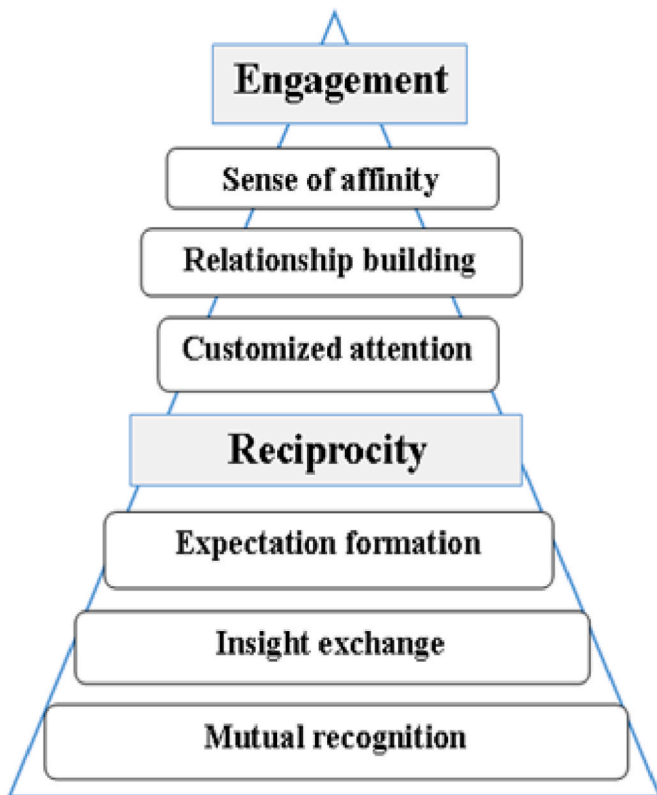 Engagement
Sense of affinity
Relationship building
Customized attention
Reciprocity
Expectation formation
Insight exchange
Mutual recognition